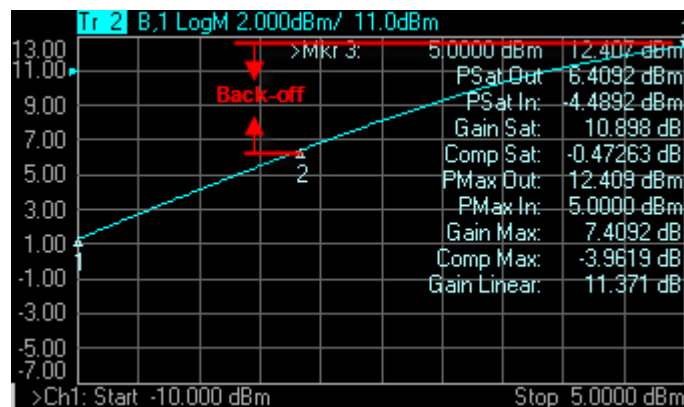 Tr 2 B,1 LogM 2.000dBm/ 11.0dBm
13.00 >Mkr 3: 5.0000 dBm 12.407 dBm
11.00 PSat Out 6.4092 dBm
Back-off
9.00 PSat In: -4.4892 dBm
7.00 Gain Sat: 10.898 dB
Comp Sat: -0.47263 dB
5.00 2 PMax Out: 12.409 dBm
3.00 PMax In: 5.0000 dBm
Gain Max: 7.4092 dB
1.00 1 Comp Max: -3.9619 dB
-1.00 Gain Linear: 11.371 dB
-3.00
-5.00
-7.00
>Ch1: Start -10.000 dBm Stop 5.0000 dBm